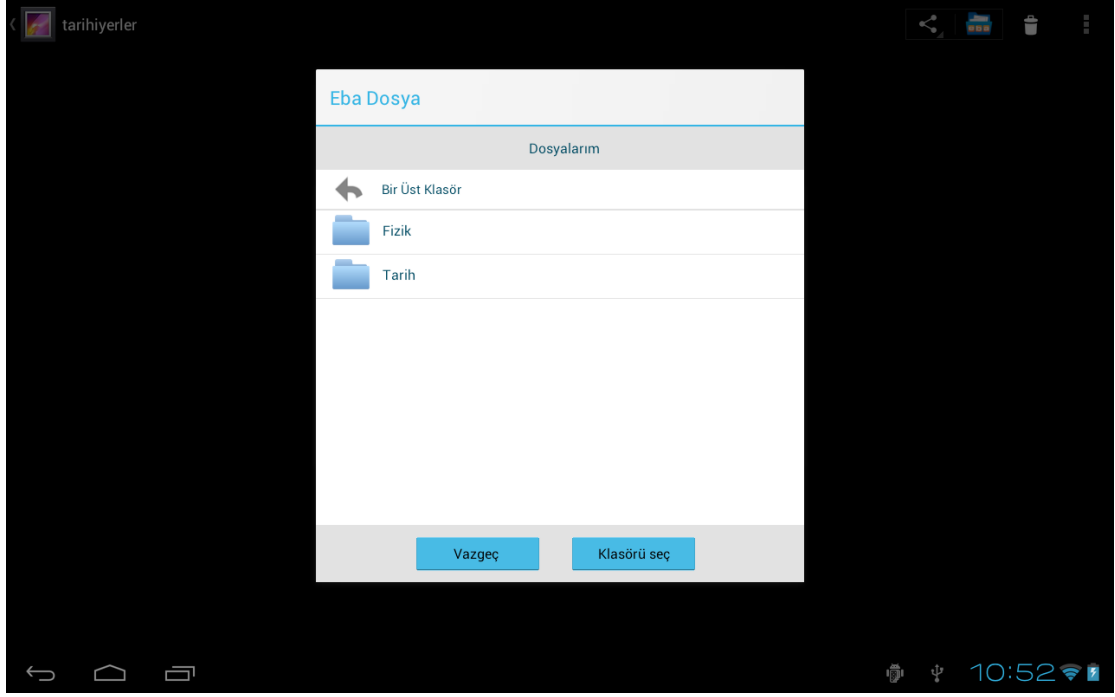 tarihiyerler
Eba Dosya
Dosyalarım
Bir Üst Klasör
Fizik
Tarih
Vazgeç
Klasörü seç
10:52